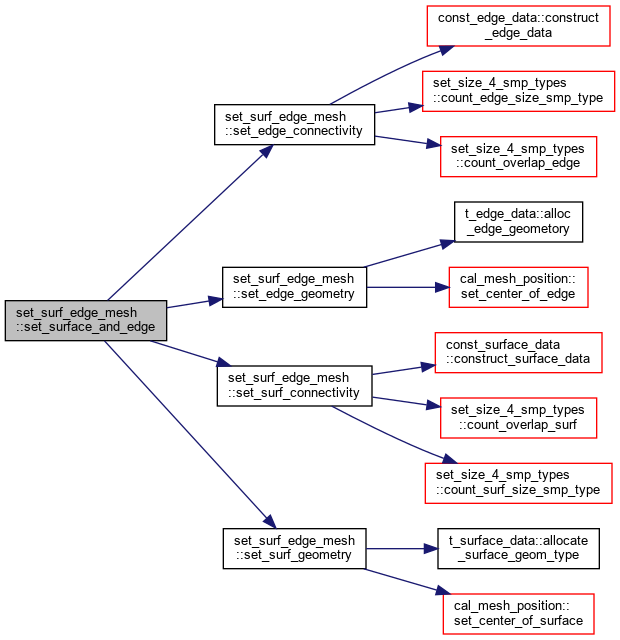 const_edge_data::construct
_edge_data
set_size_4_smp_types
::count_edge_size_smp_type
set_surf_edge_mesh
::set_edge_connectivity
set_size_4_smp_types
::count_overlap_edge
t_edge_data::alloc
_edge_geometory
set_surf_edge_mesh
::set_edge_geometry
cal_mesh_position::
set_center_of_edge
set_surf_edge_mesh
::set_surface_and_edge
const_surface_data
::construct_surface_data
set_surf_edge_mesh
::set_surf_connectivity
set_size_4_smp_types
::count_overlap_surf
set_size_4_smp_types
::count_surf_size_smp_type
set_surf_edge_mesh
::set_surf_geometry
t_surface_data::allocate
_surface_geom_type
cal_mesh_position::
set_center_of_surface